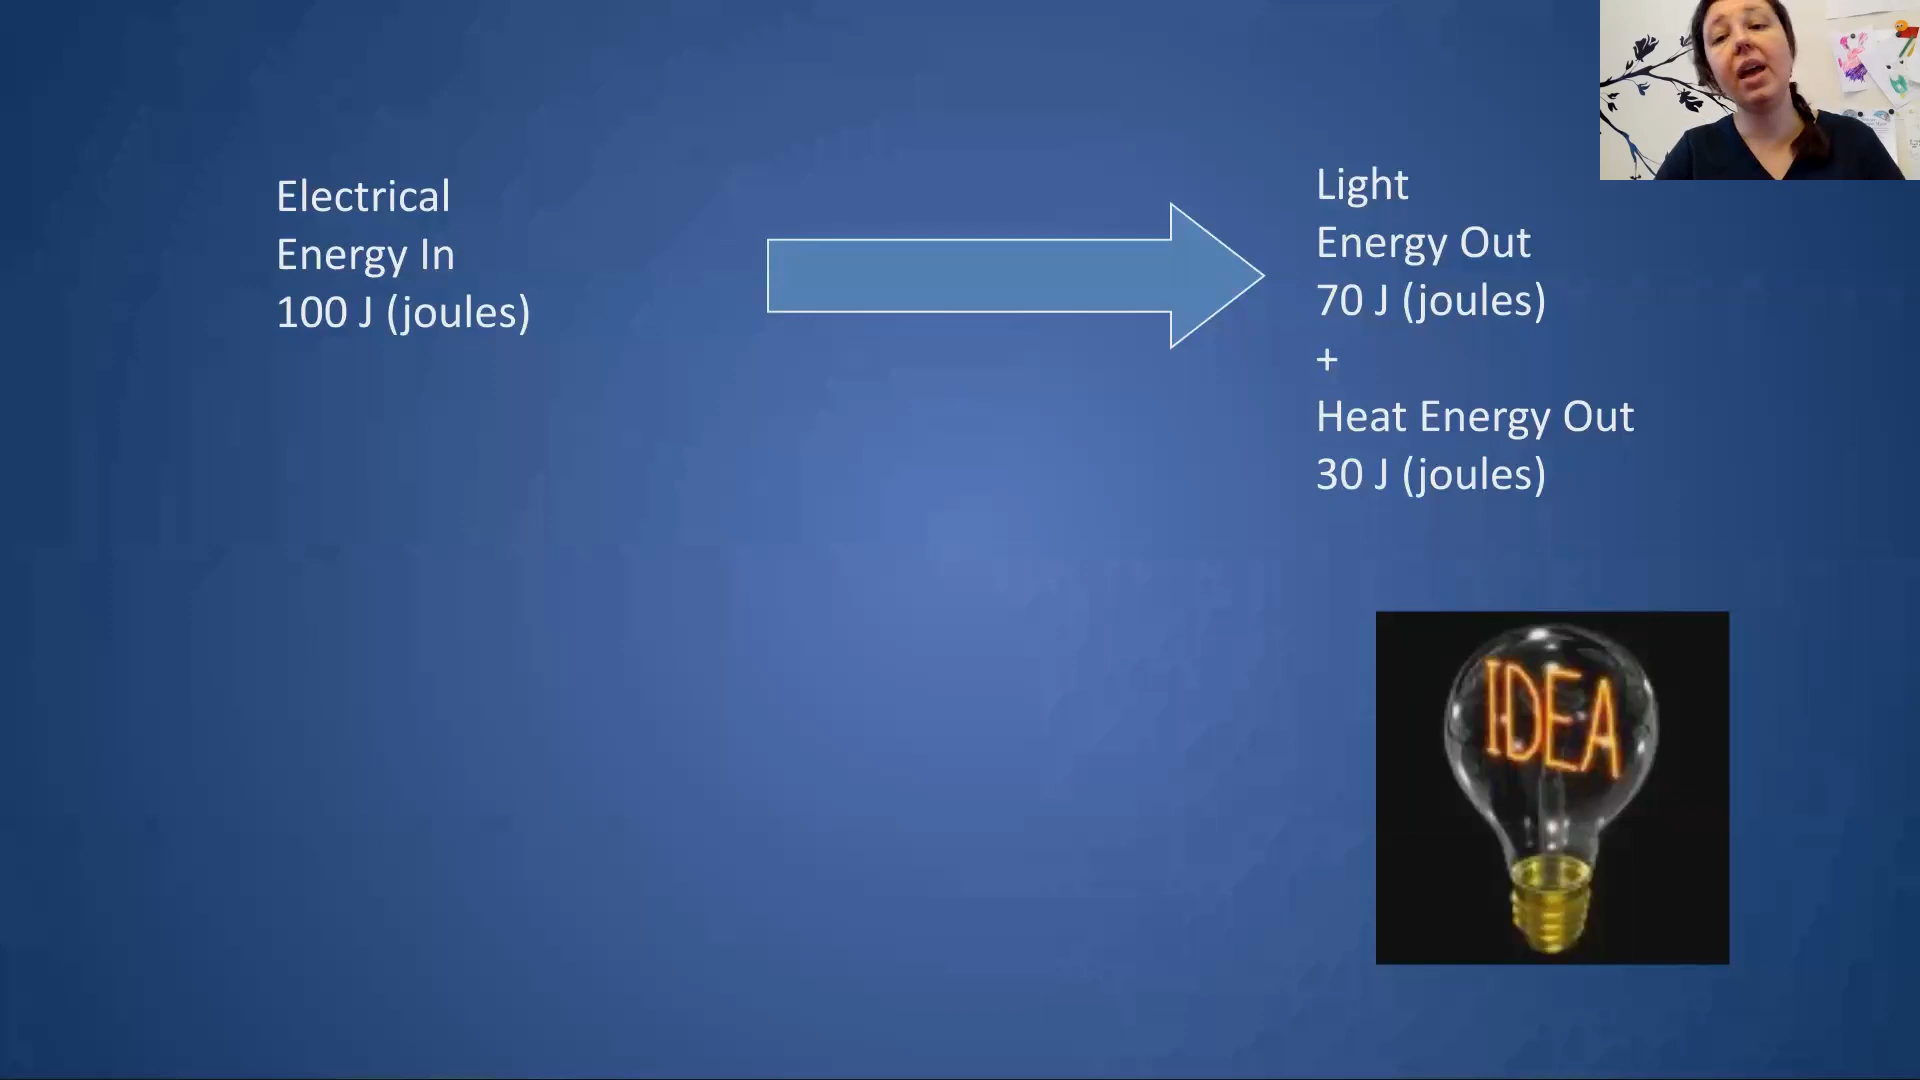 Electrical
Energy In
100 J (joules)
Light
Energy Out
70 J (joules)
+
Heat Energy Out
30 J (joules)
IDEA